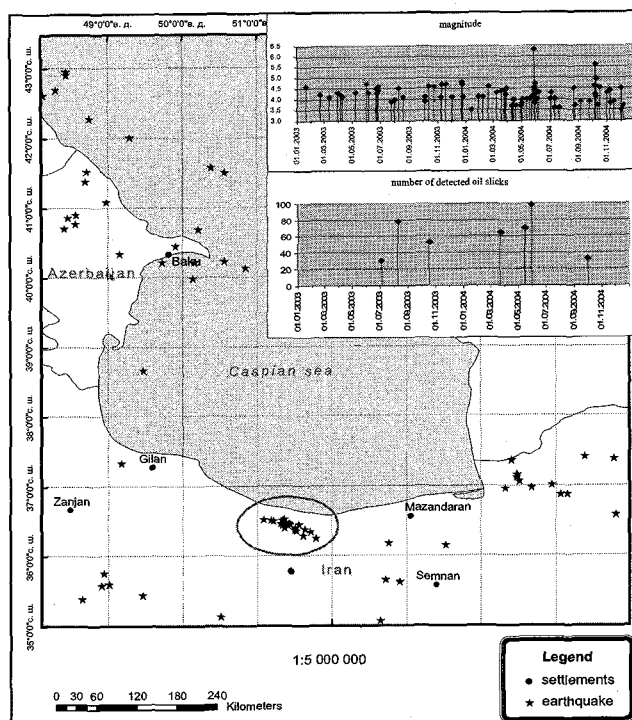 49°0'0"в. д. 50°0'0"в. д. 51°0'0"в
magnitude
6.5
6.0
5.5
5.0
4.5
4.0
3.5
3.0
01.01.2003
01.03.2003
01.05.2003
01.07.2003
01.09.2003
01.11.2003
01.01.2004
01.03.2004
01.05.2004
01.07.2004
01.09.2004
01.11.2004
number of detected oil slicks
100
80
60
40
20
0
01.01.2003
01.03.2003
01.05.2003
01.07.2003
01.09.2003
01.11.2003
01.01.2004
01.03.2004
01.05.2004
01.07.2004
01.09.2004
01.11.2004
43°0'0"с. ш.
42°0'0"с. ш.
41°0'0"с. ш.
40°0'0"с. ш.
39°0'0"с. ш.
38°0'0"с. ш.
37°0'0"с. ш.
36°0'0"с. ш.
35°0'0"с. ш.
Baku
Azerbaijan
Caspian sea
Gilan
Zanjan
Mazandaran
Iran
Semnan
1:5 000 000
0 30 60 120 180 240
Kilometers
Legend
settlements
earthquake